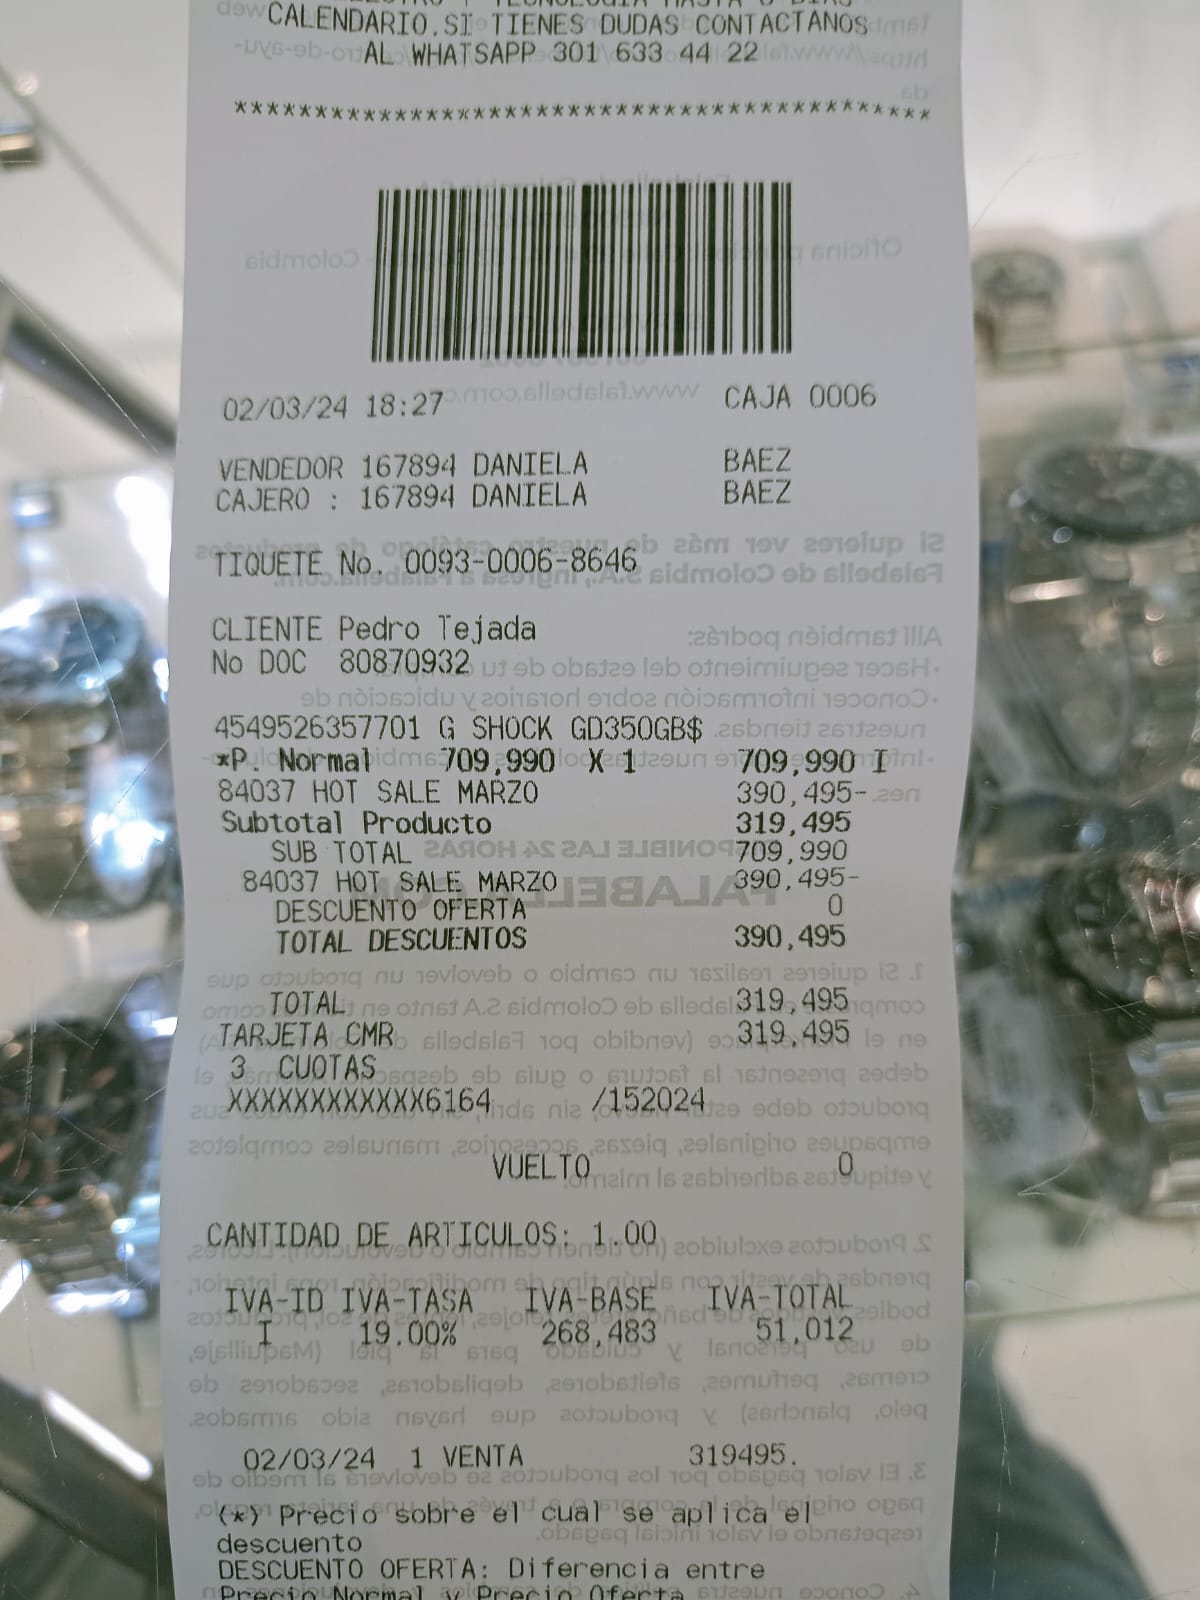 CALENDARIO.SI TIENES DUDAS CONTACTANOS
AL WHATSAPP 301 633 44 22
********************************************
02/03/24 18:27 CAJA 0006
VENDEDOR 167894 DANIELA BAEZ
CAJERO : 167894 DANIELA BAEZ
TIQUETE No. 0093-0006-8646
CLIENTE Pedro Tejada
No DOC 80870932
4549526357701 G SHOCK GD350GB$
*P. Normal 709,990 X 1 709,990 I
84037 HOT SALE MARZO 390,495-
Subtotal Producto 319,495
SUB TOTAL 709,990
84037 HOT SALE MARZO 390,495-
DESCUENTO OFERTA 0
TOTAL DESCUENTOS 390,495
TOTAL 319,495
TARJETA CMR 319,495
3 CUOTAS
XXXXXXXXXXXX6164 /152024
VUELTO 0
CANTIDAD DE ARTICULOS: 1.00
IVA-ID IVA-TASA IVA-BASE IVA-TOTAL
I 19.00% 268,483 51,012
02/03/24 1 VENTA 319495.
(*) Precio sobre el cual se aplica el
descuento
DESCUENTO OFERTA: Diferencia entre
Precio Normal y Precio Oferta